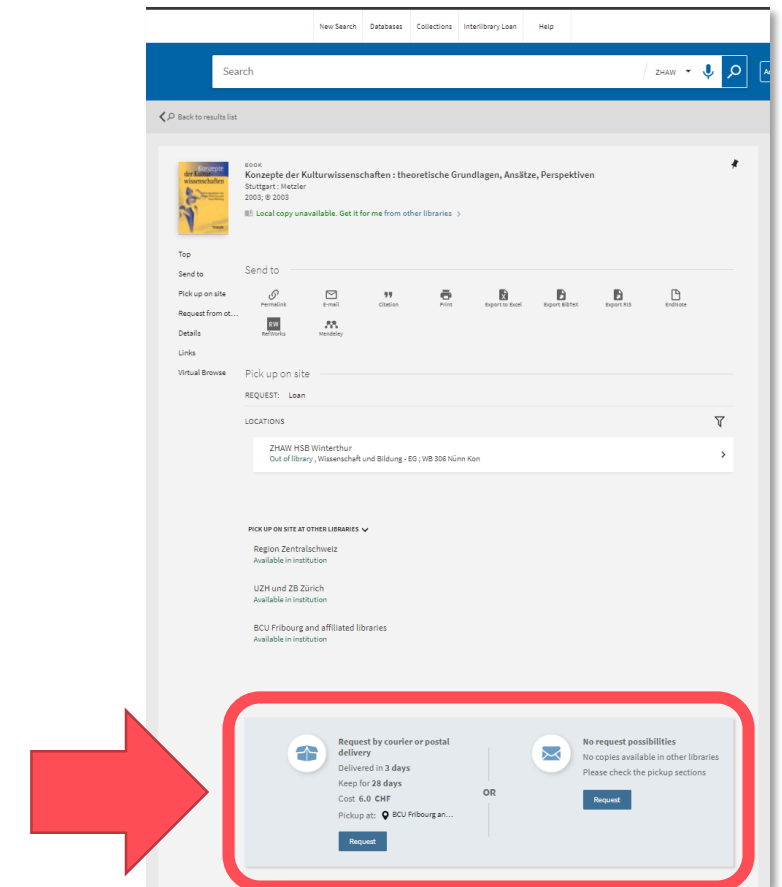 New Search Databases Collections Interlibrary Loan Help
Search / ZHAW
Back to results list
Konzepte
der Kultur
wissenschaften
BOOK
Konzepte der Kulturwissenschaften : theoretische Grundlagen, Ansätze, Perspektiven
Stuttgart : Metzler
2003; © 2003
Local copy unavailable. Get it for me from other libraries
Top
Send to
Pick up on site
Request from ot...
Details
Links
Virtual Browse
Send to
Permalink E-mail Citation Print Export to Excel Export BibTeX Export RIS EndNote
RW
RefWorks Mendeley
Pick up on site
REQUEST: Loan
LOCATIONS
ZHAW HSB Winterthur
Out of library , Wissenschaft und Bildung - EG ; WB 306 Nünn Kon
PICK UP ON SITE AT OTHER LIBRARIES
Region Zentralschweiz
Available in institution
UZH und ZB Zürich
Available in institution
BCU Fribourg and affiliated libraries
Available in institution
Request by courier or postal
delivery
Delivered in 3 days
Keep for 28 days
Cost 6.0 CHF
Pickup at: BCU Fribourg an...
Request
OR
No request possibilities
No copies available in other libraries
Please check the pickup sections
Request